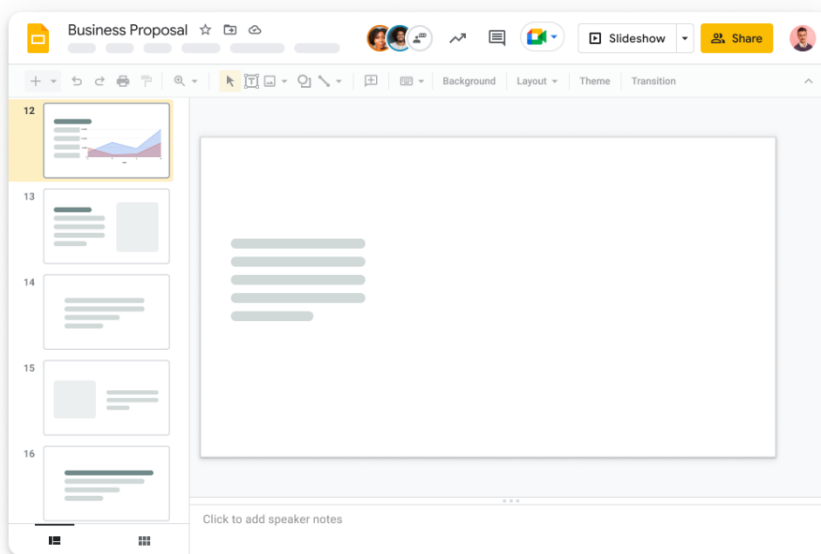 Business Proposal
Slideshow
Share
Background
Layout
Theme
Transition
12
13
14
15
16
Click to add speaker notes